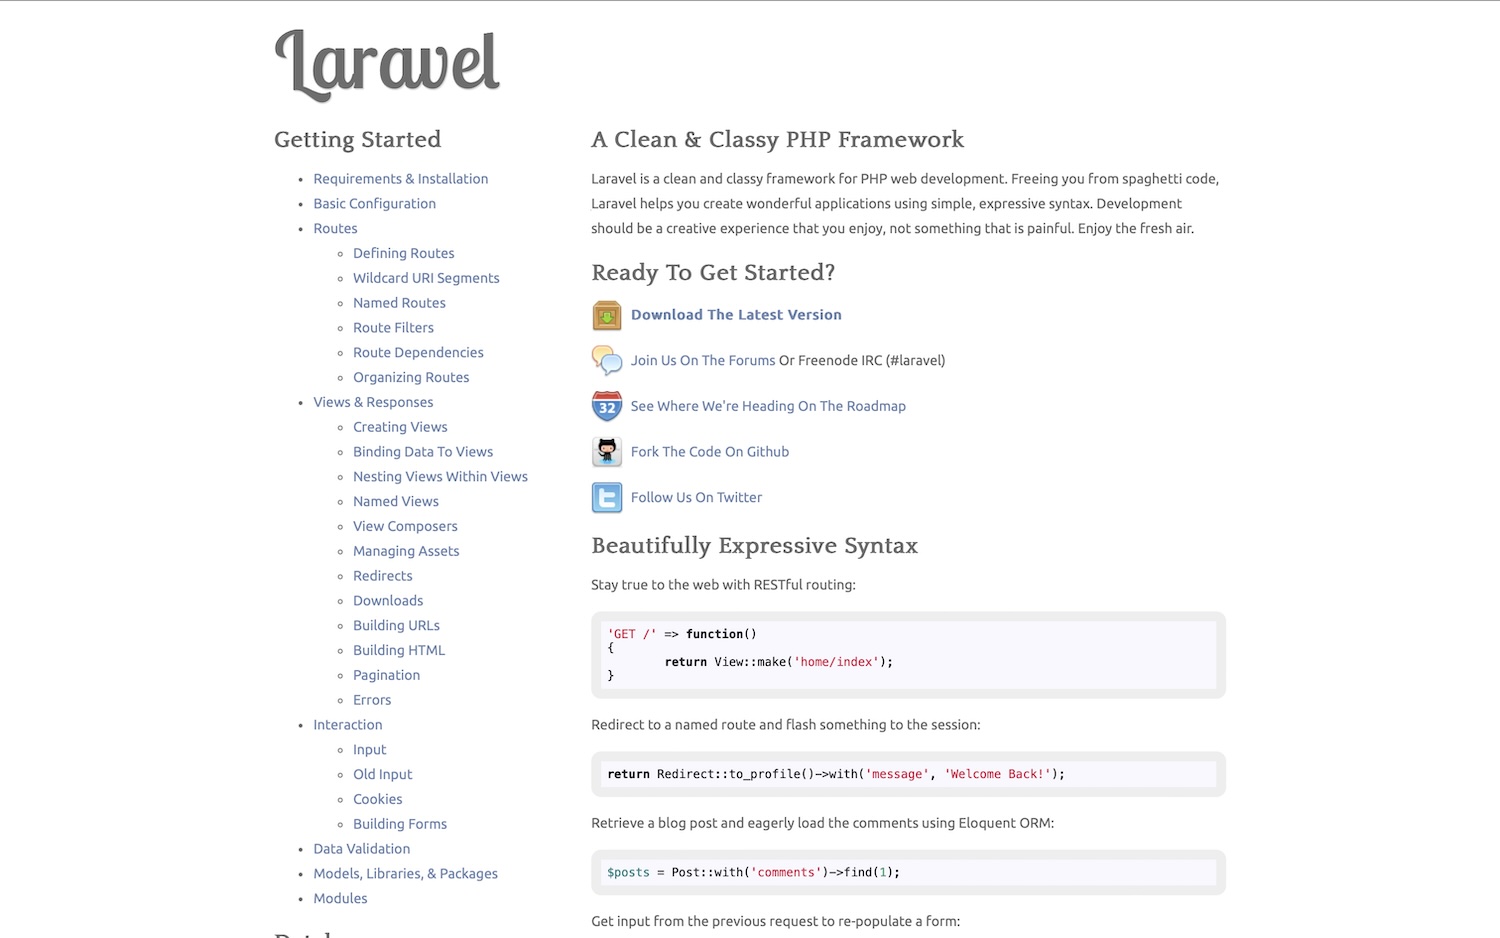 Laravel
Getting Started
Requirements & Installation
Basic Configuration
Routes
Defining Routes
Wildcard URI Segments
Named Routes
Route Filters
Route Dependencies
Organizing Routes
Views & Responses
Creating Views
Binding Data To Views
Nesting Views Within Views
Named Views
View Composers
Managing Assets
Redirects
Downloads
Building URLs
Building HTML
Pagination
Errors
Interaction
Input
Old Input
Cookies
Building Forms
Data Validation
Models, Libraries, & Packages
Modules
A Clean & Classy PHP Framework
Laravel is a clean and classy framework for PHP web development. Freeing you from spaghetti code,
Laravel helps you create wonderful applications using simple, expressive syntax. Development
should be a creative experience that you enjoy, not something that is painful. Enjoy the fresh air.
Ready To Get Started?
Download The Latest Version
Join Us On The Forums Or Freenode IRC (#laravel)
32
See Where We're Heading On The Roadmap
Fork The Code On Github
t
Follow Us On Twitter
Beautifully Expressive Syntax
Stay true to the web with RESTful routing:
'GET /' => function()
{
return View::make('home/index');
}
Redirect to a named route and flash something to the session:
return Redirect::to_profile()->with('message', 'Welcome Back!');
Retrieve a blog post and eagerly load the comments using Eloquent ORM:
$posts = Post::with('comments')->find(1);
Get input from the previous request to re-populate a form: